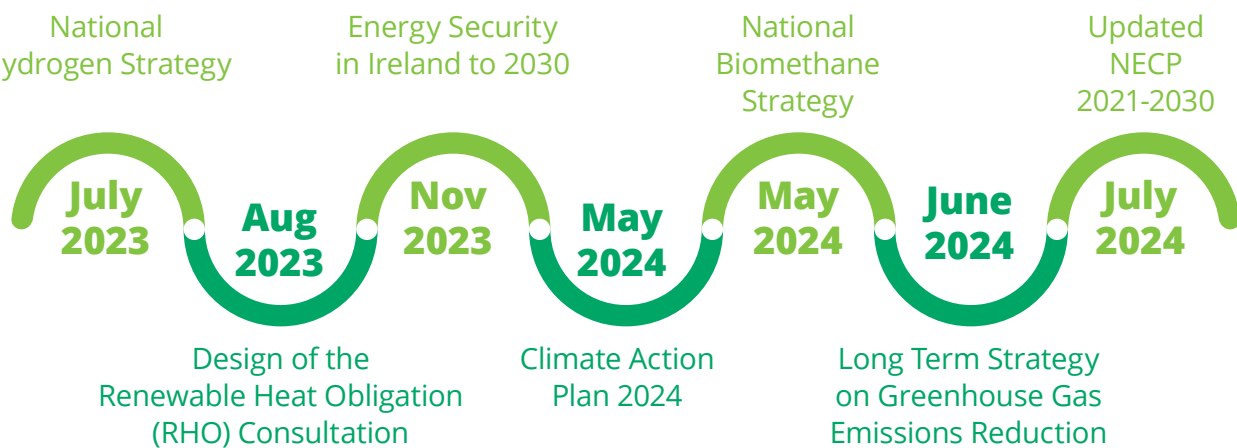 National
ydrogen Strategy
July
2023
Aug
2023
Design of the
Renewable Heat Obligation
(RHO) Consultation
Energy Security
in Ireland to 2030
Nov
2023
May
2024
Climate Action
Plan 2024
National
Biomethane
Strategy
May
2024
June
2024
Long Term Strategy
on Greenhouse Gas
Emissions Reduction
Updated
NECP
2021-2030
July
2024